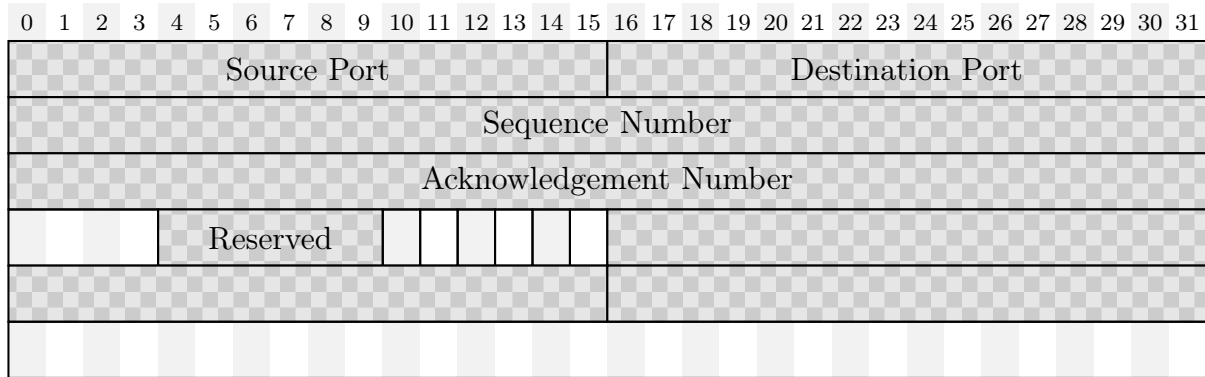 0 1 2 3 4 5 6 7 8 9 10 11 12 13 14 15 16 17 18 19 20 21 22 23 24 25 26 27 28 29 30 31
Source Port Destination Port
Sequence Number
Acknowledgement Number
Reserved